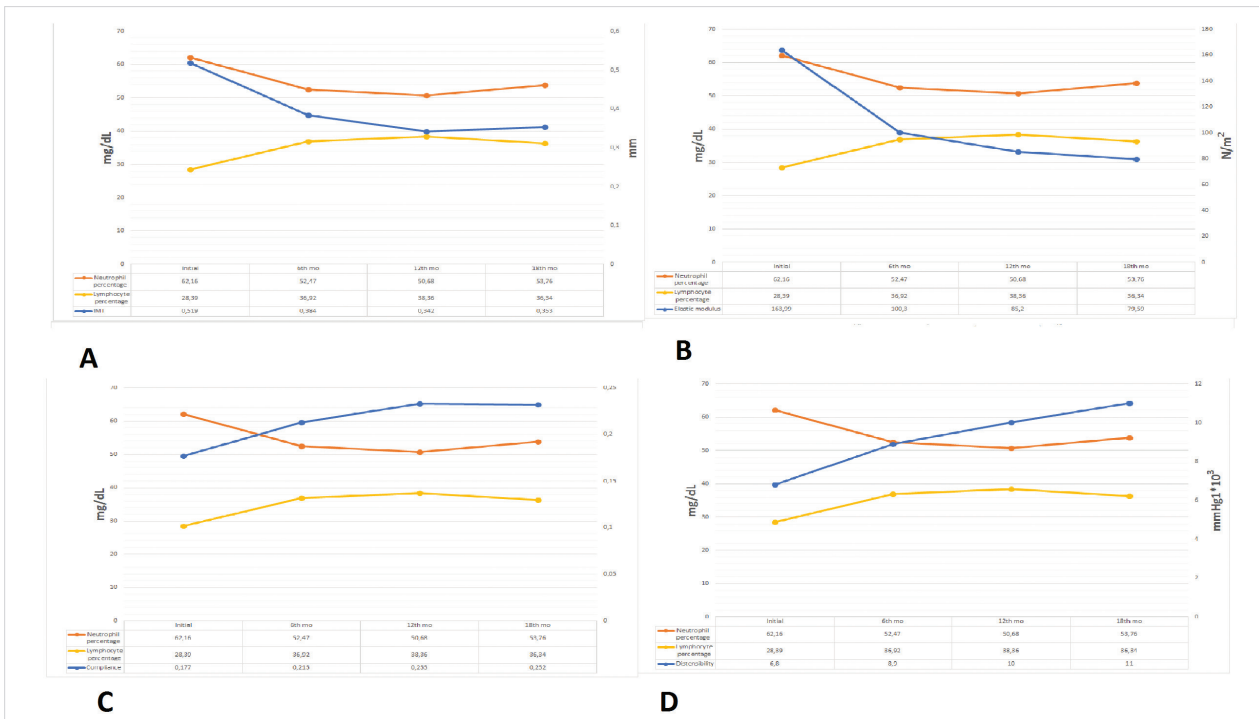 70
60
50
40
30
20
10
0
mg/dL
0,5
0,4
0,2
0,1
0
mm
Initial 6th mo 12th mo 18th mo
Neutrophil percentage 62,16 52,47 50,68 53,76
Lymphocyte percentage 28,39 36,92 38,36 36,34
IMT 0,519 0,384 0,342 0,353
A
70
60
50
40
30
20
10
0
mg/dL
180
160
140
120
100
80
60
40
20
0
N/m2
Initial 6th mo 12th mo 18th mo
Neutrophil percentage 62,16 52,47 50,68 53,76
Lymphocyte percentage 28,39 36,92 38,36 36,34
Elastic modulus 163,99 100,3 85,2 79,59
B
70
60
50
40
30
20
10
0
mg/dL
0,25
0,2
0,15
0,1
0,05
0
Initial 6th mo 12th mo 18th mo
Neutrophil percentage 62,16 52,47 50,68 53,76
Lymphocyte percentage 28,39 36,92 38,36 36,34
Compliance 0,177 0,213
C
70
60
50
40
30
20
10
0
mg/dL
12
10
8
6
4
2
0
mmHg1*103
Initial 6th mo 12th mo 18th mo
Neutrophil percentage 62,16 52,47 50,68 53,76
Lymphocyte percentage 28,39 36,92 38,36 36,34
Distensibility 6,8 8,9 10 11
D